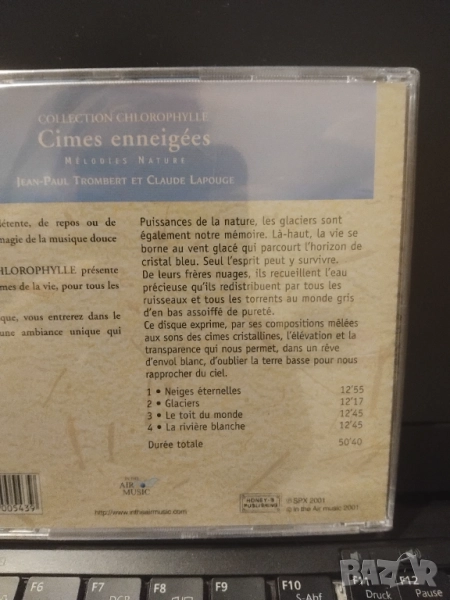 COLLECTION CHLOROPHYLLE
Cimes enneigées
MÉLODIES NATURE
JEAN-PAUL TROMBERT ET CLAUDE LAPOUGE
détente, de repos ou de
magie de la musique douce
CHLOROPHYLLE présente
mes de la vie, pour tous les
que, vous entrerez dans le
une ambiance unique qui
Puissances de la nature, les glaciers sont
également notre mémoire. Là-haut, la vie se
borne au vent glacé qui parcourt l'horizon de
cristal bleu. Seul l'esprit peut y survivre.
De leurs frères nuages, ils recueillent l'eau
précieuse qu'ils redistribuent par tous les
ruisseaux et tous les torrents au monde gris
d'en bas assoiffé de pureté.
Ce disque exprime, par ses compositions mêlées
aux sons des cimes cristallines, l'élévation et la
transparence qui nous permet, dans un rêve
d'envol blanc, d'oublier la terre basse pour nous
rapprocher du ciel.
1 • Neiges éternelles 12'55
2 • Glaciers 12'17
3 • Le toit du monde 12'45
4 • La rivière blanche 12'45
Durée totale 50'40
005439
IN THE
AIR
MUSIC
http://www.intheairmusic.com
HONEY-B
PUBLISHING
℗ SPX 2001
© In the Air music 2001
F6 F7 F8 F9 F10 F11 F12
DGB Rollen S-Abf Druck Pause
BAZAR.bg